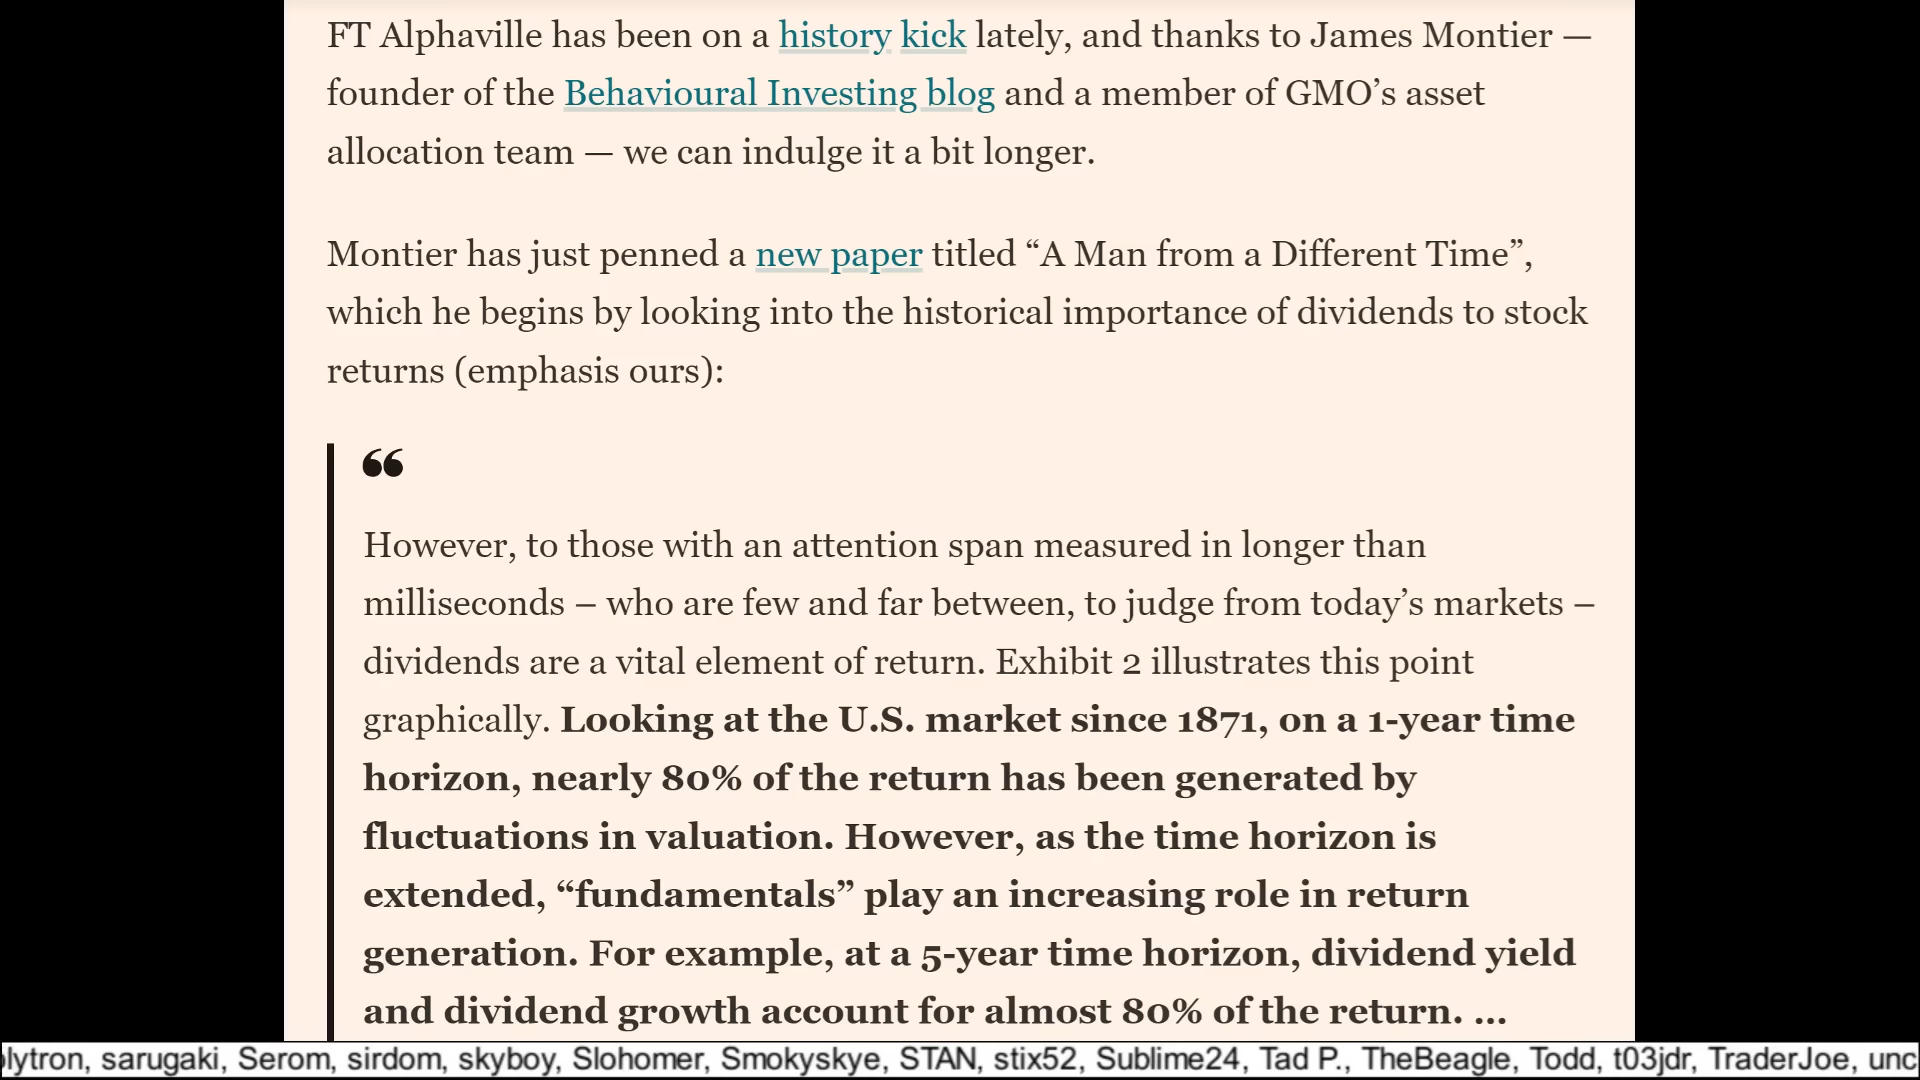 FT Alphaville has been on a history kick lately, and thanks to James Montier —
founder of the Behavioural Investing blog and a member of GMO’s asset
allocation team — we can indulge it a bit longer.
Montier has just penned a new paper titled “A Man from a Different Time”,
which he begins by looking into the historical importance of dividends to stock
returns (emphasis ours):
“
However, to those with an attention span measured in longer than
milliseconds – who are few and far between, to judge from today’s markets –
dividends are a vital element of return. Exhibit 2 illustrates this point
graphically. Looking at the U.S. market since 1871, on a 1-year time
horizon, nearly 80% of the return has been generated by
fluctuations in valuation. However, as the time horizon is
extended, “fundamentals” play an increasing role in return
generation. For example, at a 5-year time horizon, dividend yield
and dividend growth account for almost 80% of the return. ...
lytron, sarugaki, Serom, sirdom, skyboy, Slohomer, Smokyskye, STAN, stix52, Sublime24, Tad P., TheBeagle, Todd, t03jdr, TraderJoe, unc